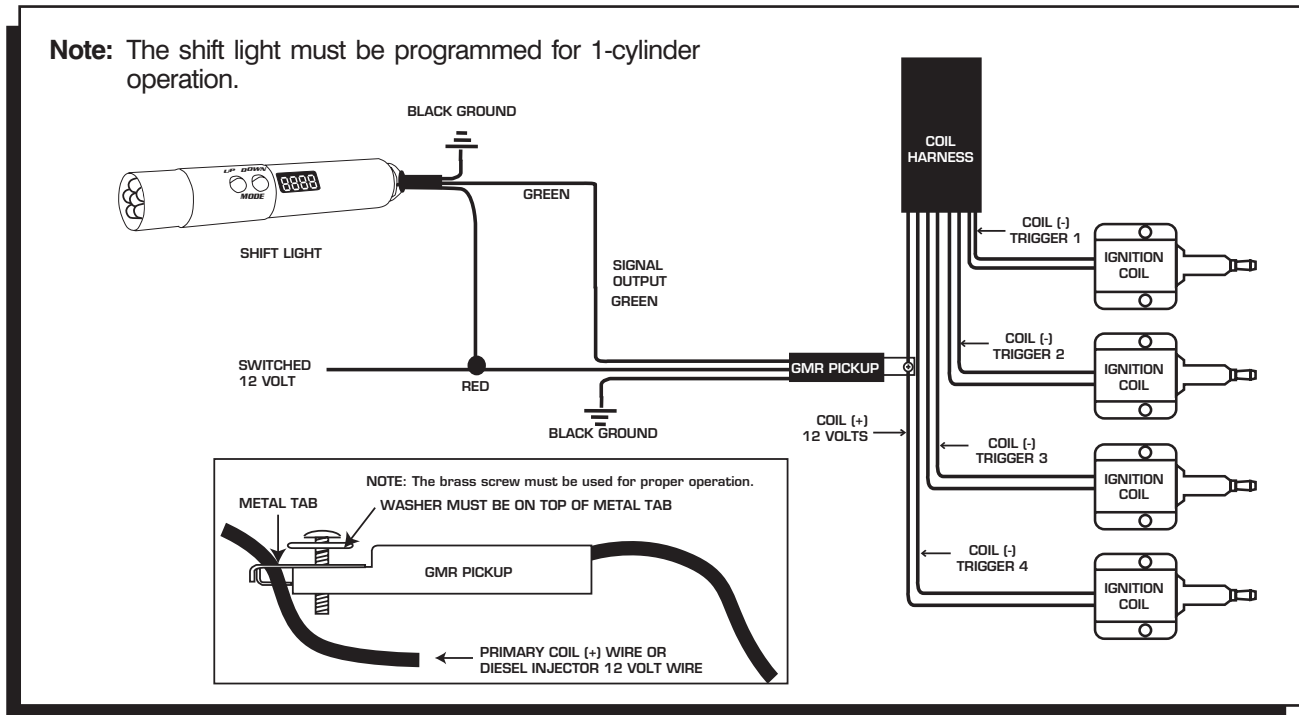 Note: The shift light must be programmed for 1-cylinder
operation.
BLACK GROUND
UP DOWN
8888
MODE
GREEN
SHIFT LIGHT
SIGNAL
OUTPUT
GREEN
SWITCHED
12 VOLT
RED
BLACK GROUND
GMR PICKUP
COIL
HARNESS
COIL (-)
TRIGGER 1
IGNITION
COIL
COIL (-)
TRIGGER 2
IGNITION
COIL
COIL (+)
12 VOLTS
COIL (-)
TRIGGER 3
IGNITION
COIL
COIL (-)
TRIGGER 4
IGNITION
COIL
NOTE: The brass screw must be used for proper operation.
METAL TAB
WASHER MUST BE ON TOP OF METAL TAB
GMR PICKUP
PRIMARY COIL (+) WIRE OR
DIESEL INJECTOR 12 VOLT WIRE